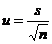 u = s / √n